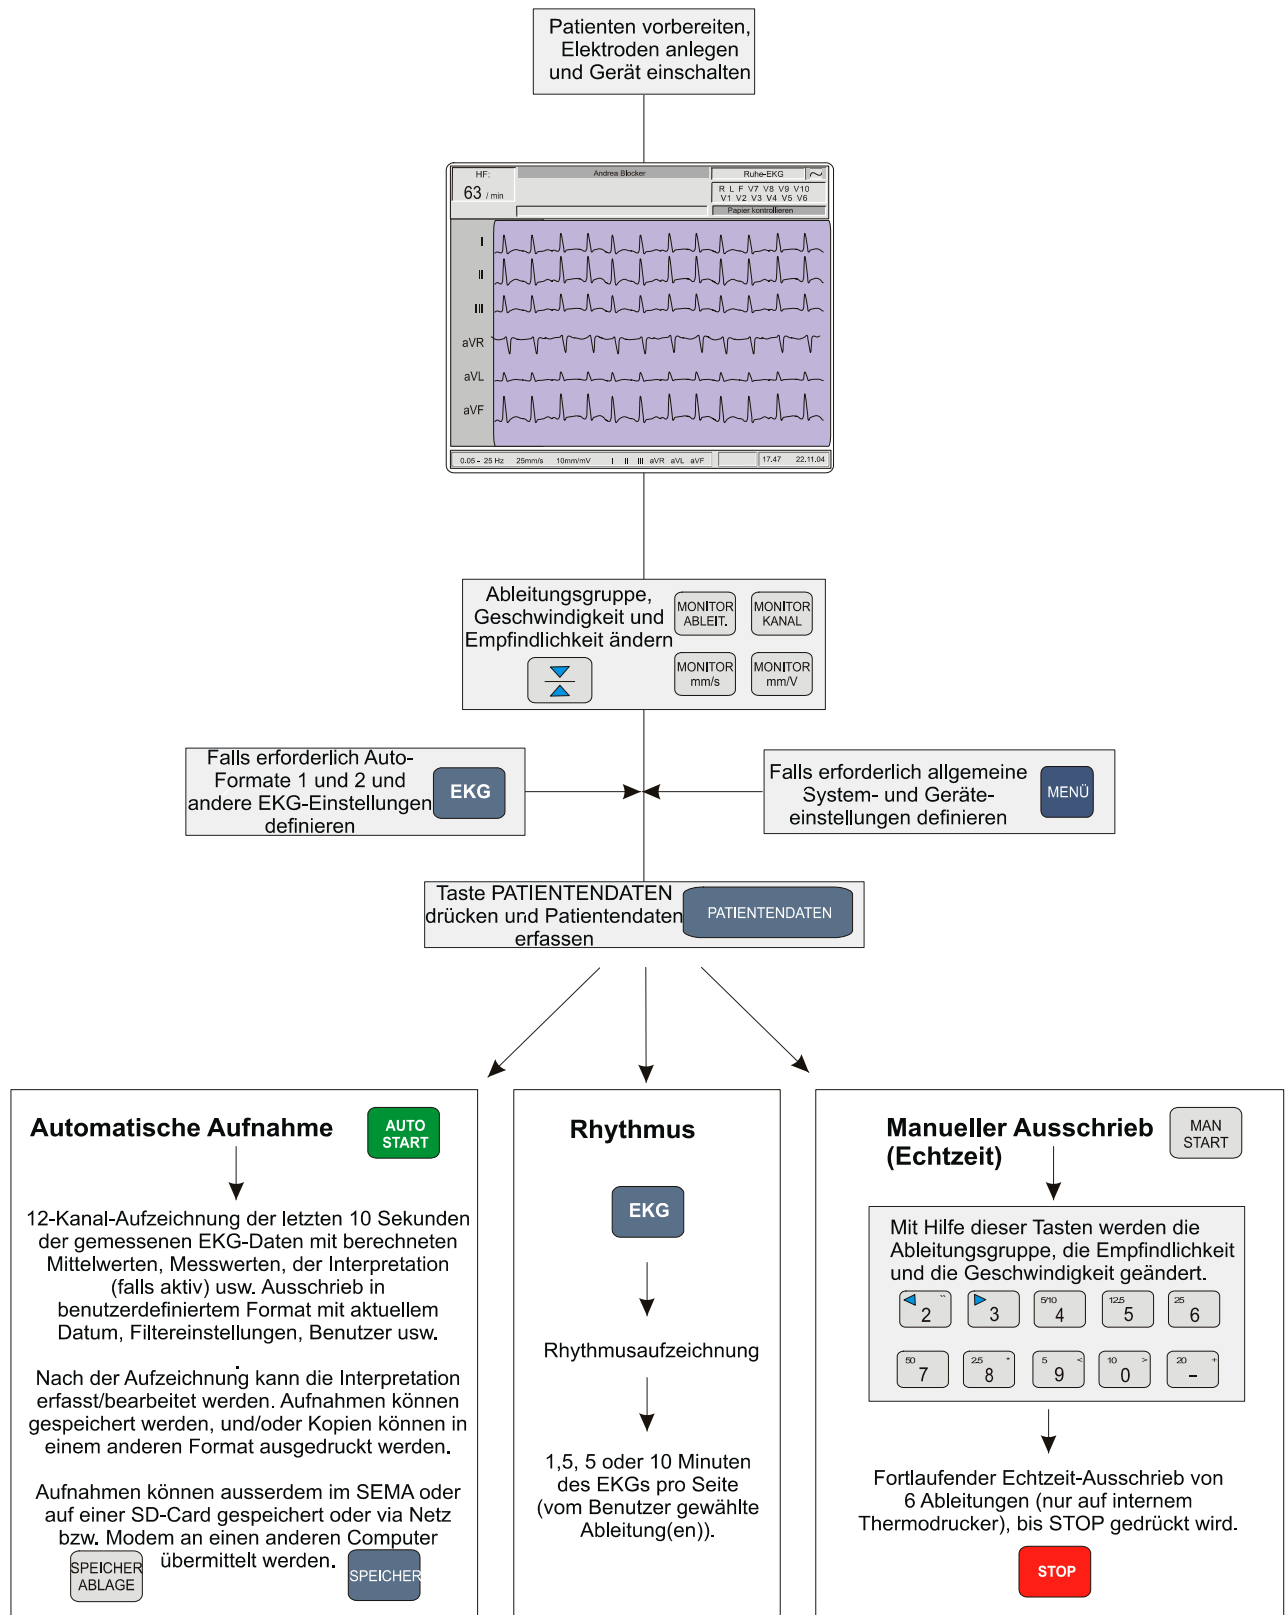 Patienten vorbereiten,
Elektroden anlegen
und Gerät einschalten
HF:
63 / min
Andrea Blocker
Ruhe-EKG
R L F V7 V8 V9 V10
V1 V2 V3 V4 V5 V6
Papier kontrollieren
I
II
III
aVR
aVL
aVF
0.05 - 25 Hz 25mm/s 10mm/mV I II III aVR aVL aVF 17.47 22.11.04
Ableitungsgruppe,
Geschwindigkeit und
Empfindlichkeit ändern
MONITOR
ABLEIT.
MONITOR
KANAL
MONITOR
mm/s
MONITOR
mm/V
Falls erforderlich Auto-
Formate 1 und 2 und
andere EKG-Einstellungen
definieren
EKG
Falls erforderlich allgemeine
System- und Geräte-
einstellungen definieren
MENÜ
Taste PATIENTENDATEN
drücken und Patientendaten
erfassen
PATIENTENDATEN
Automatische Aufnahme
AUTO
START
12-Kanal-Aufzeichnung der letzten 10 Sekunden
der gemessenen EKG-Daten mit berechneten
Mittelwerten, Messwerten, der Interpretation
(falls aktiv) usw. Ausschrieb in
benutzerdefiniertem Format mit aktuellem
Datum, Filtereinstellungen, Benutzer usw.
.
Nach der Aufzeichnung kann die Interpretation
erfasst/bearbeitet werden. Aufnahmen können
gespeichert werden, und/oder Kopien können in
einem anderen Format ausgedruckt werden.
Aufnahmen können ausserdem im SEMA oder
auf einer SD-Card gespeichert oder via Netz
bzw. Modem an einen anderen Computer
übermittelt werden.
SPEICHER
ABLAGE
SPEICHER
Rhythmus
EKG
Rhythmusaufzeichnung
1,5, 5 oder 10 Minuten
des EKGs pro Seite
(vom Benutzer gewählte
Ableitung(en)).
Manueller Ausschrieb
(Echtzeit)
MAN
START
Mit Hilfe dieser Tasten werden die
Ableitungsgruppe, die Empfindlichkeit
und die Geschwindigkeit geändert.
5/10 12.5 25
2 3 4 5 6
50 2.5 * 5 < 10 > 20 +
7 8 9 0 -
Fortlaufender Echtzeit-Ausschrieb von
6 Ableitungen (nur auf internem
Thermodrucker), bis STOP gedrückt wird.
STOP